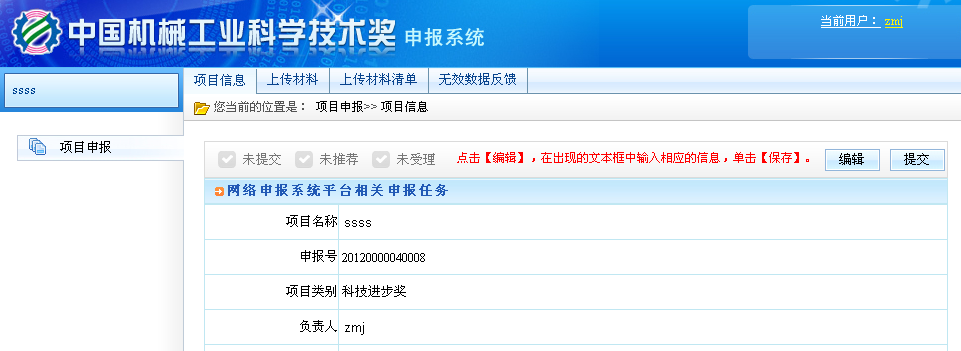 中国机械工业科学技术奖 申报系统
当前用户： zmj
ssss
项目信息 上传材料 上传材料清单 无效数据反馈
您当前的位置是： 项目申报>> 项目信息
项目申报
未提交 未推荐 未受理 点击【编辑】，在出现的文本框中输入相应的信息，单击【保存】。 编辑 提交
网络申报系统平台相关申报任务
项目名称 ssss
申报号 20120000040008
项目类别 科技进步奖
负责人 zmj